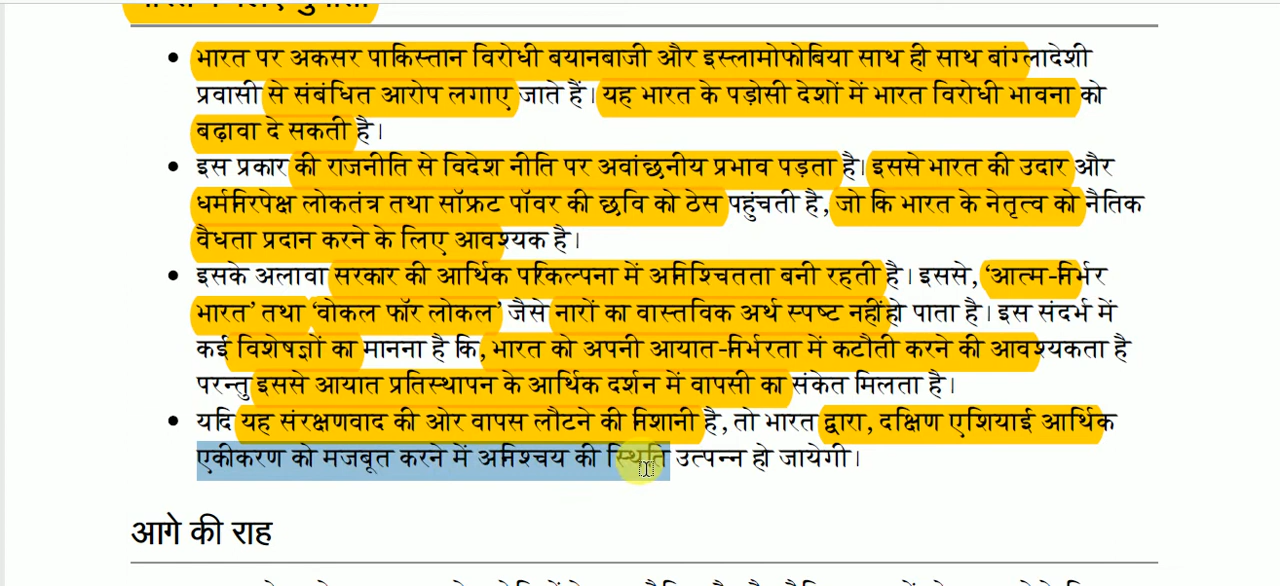 भारत पर अकसर पाकिस्तान विरोधी बयानबाजी और इस्लामोफोबिया साथ ही साथ बांग्लादेशी
प्रवासी से संबंधित आरोप लगाए जाते हैं। यह भारत के पड़ोसी देशों में भारत विरोधी भावना को
बढ़ावा दे सकती है।
इस प्रकार की राजनीति से विदेश नीति पर अवांछनीय प्रभाव पड़ता है। इससे भारत की उदार और
धर्मनिरपेक्ष लोकतंत्र तथा सॉफ्रट पॉवर की छवि को ठेस पहुंचती है, जो कि भारत के नेतृत्व को नैतिक
वैधता प्रदान करने के लिए आवश्यक है।
इसके अलावा सरकार की आर्थिक परिकल्पना में अनिश्चितता बनी रहती है। इससे, ‘आत्म-निर्भर
भारत’ तथा ‘वोकल फॉर लोकल’ जैसे नारों का वास्तविक अर्थ स्पष्ट नहीं हो पाता है। इस संदर्भ में
कई विशेषज्ञों का मानना है कि, भारत को अपनी आयात-निर्भरता में कटौती करने की आवश्यकता है
परन्तु इससे आयात प्रतिस्थापन के आर्थिक दर्शन में वापसी का संकेत मिलता है।
यदि यह संरक्षणवाद की ओर वापस लौटने की निशानी है, तो भारत द्वारा, दक्षिण एशियाई आर्थिक
एकीकरण को मजबूत करने में अनिश्चय की स्थिति उत्पन्न हो जायेगी।
आगे की राह